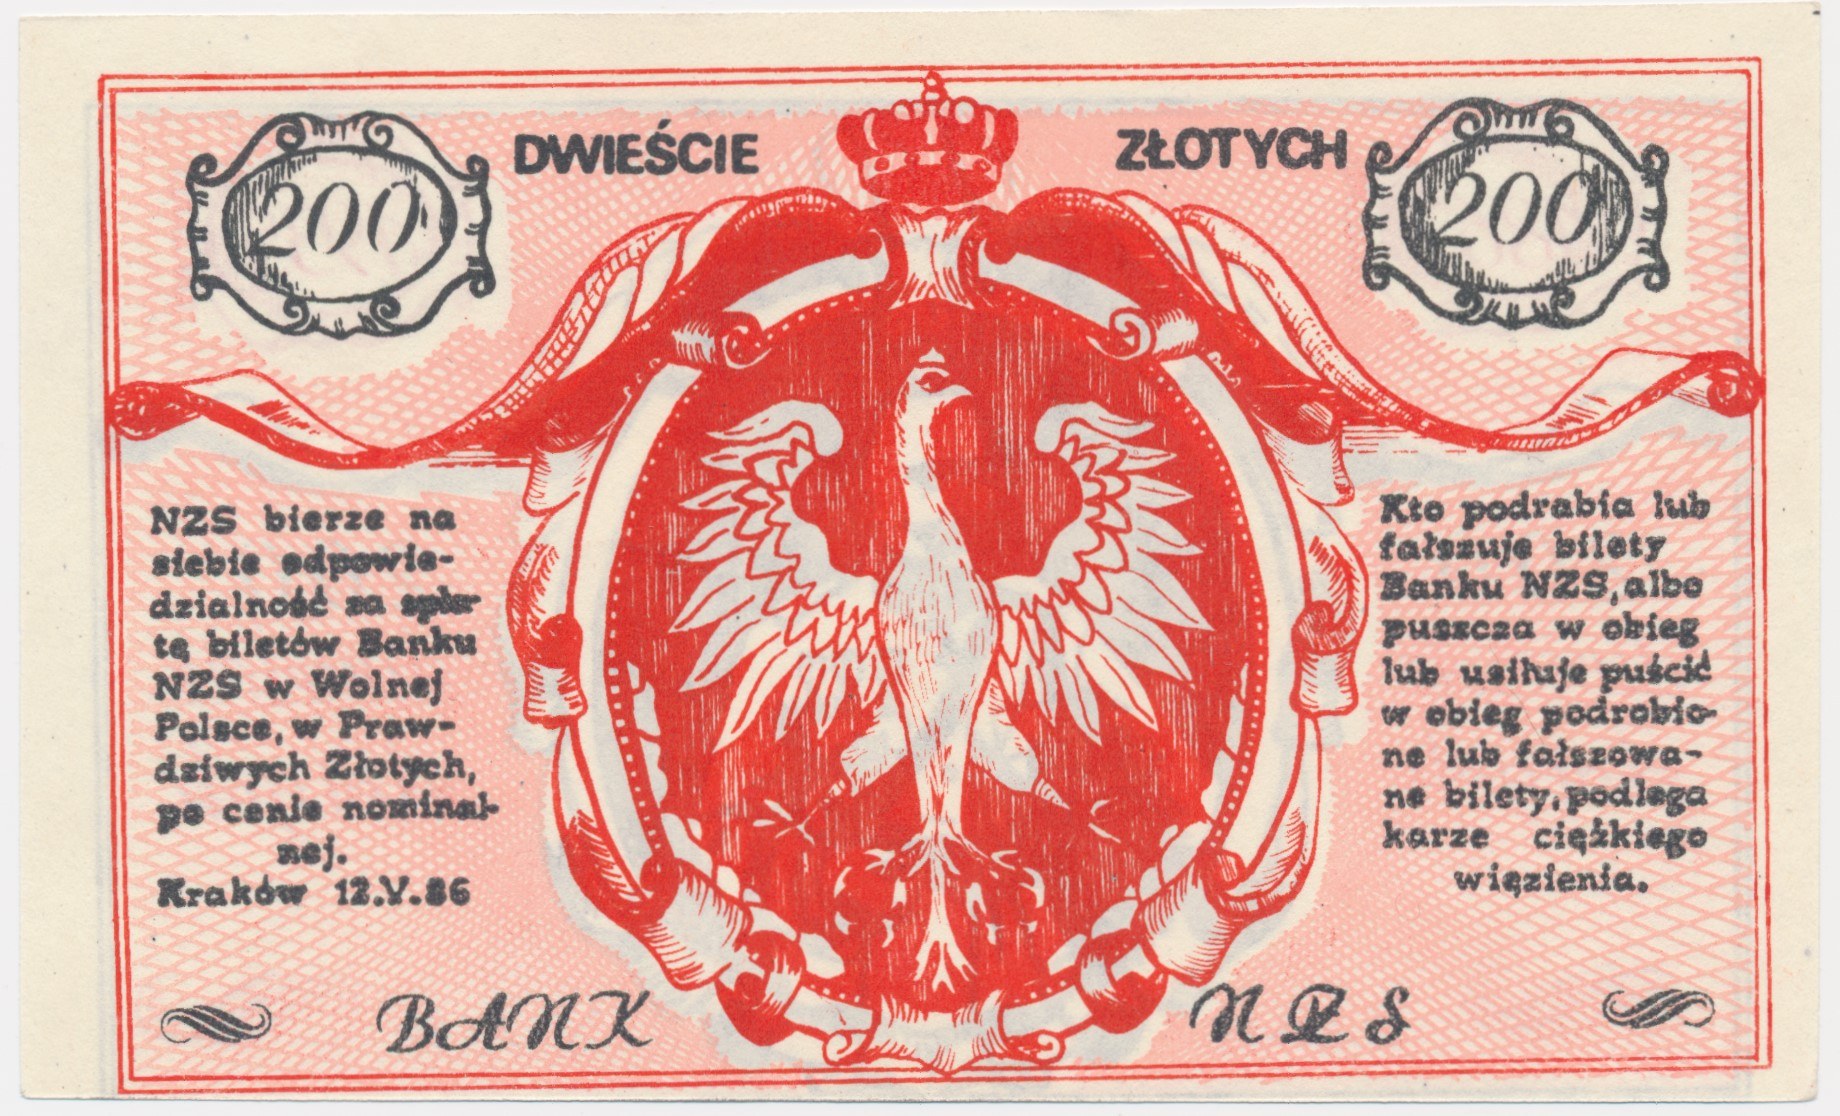 DWIEŚCIE ZŁOTYCH
200
200
NZS bierze na
siebie odpowie-
dzialność za spła-
tę biletów Banku
NZS w Wolnej
Polsce, w Praw-
dziwych Złotych,
po cenie nominal-
nej.
Kraków 12.V.86
Kto podrabia lub
fałszuje bilety
Banku NZS, albo
puszcza w obieg
lub usiłuje puścić
w obieg podrobio-
ne lub fałszowa-
ne bilety, podlega
karze ciężkiego
więzienia.
BANK NZS